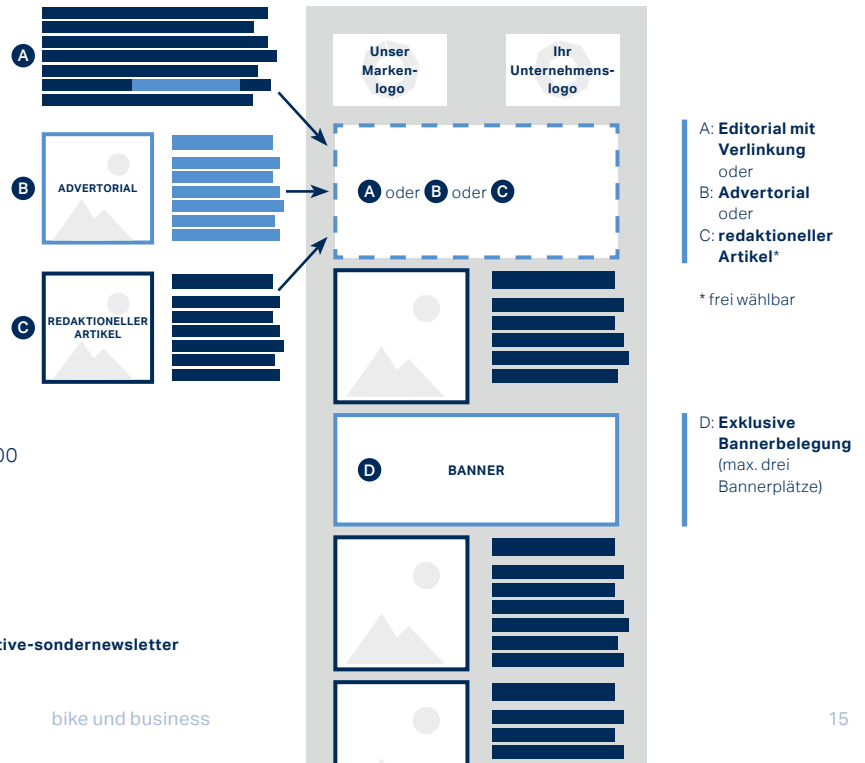 A
Unser
Marken-
logo
Ihr
Unternehmens-
logo
B
ADVERTORIAL
A oder B oder C
C
REDAKTIONELLER
ARTIKEL
A: Editorial mit
Verlinkung
oder
B: Advertorial
oder
C: redaktioneller
Artikel*
* frei wählbar
00
D
BANNER
D: Exklusive
Bannerbelegung
(max. drei
Bannerplätze)
tive-sondernewsletter
bike und business
15